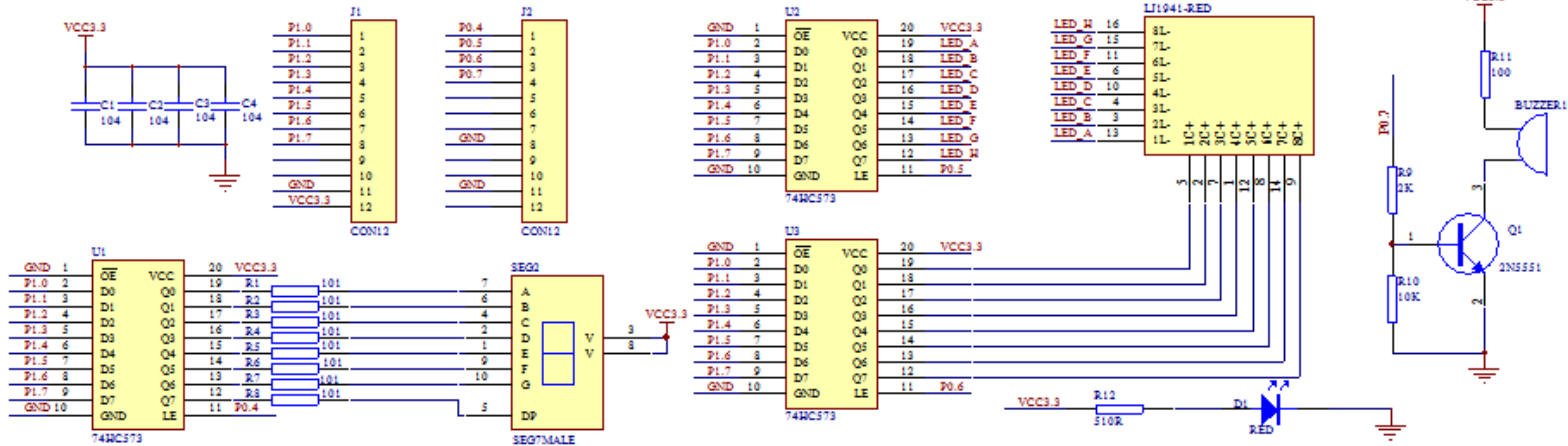 VCC3.3
C1
104
C2
104
C3
104
C4
104
J1
P1.0 1
P1.1 2
P1.2 3
P1.3 4
P1.4 5
P1.5 6
P1.6 7
P1.7 8
9
10
GND 11
VCC3.3 12
CON12
J2
P0.4 1
P0.5 2
P0.6 3
P0.7 4
5
6
7
GND 8
9
10
GND 11
12
CON12
U2
GND 1 OE VCC 20 VCC3.3
P1.0 2 D0 Q0 19 LED_A
P1.1 3 D1 Q1 18 LED_B
P1.2 4 D2 Q2 17 LED_C
P1.3 5 D3 Q3 16 LED_D
P1.4 6 D4 Q4 15 LED_E
P1.5 7 D5 Q5 14 LED_F
P1.6 8 D6 Q6 13 LED_G
P1.7 9 D7 Q7 12 LED_H
GND 10 GND LE 11 P0.5
74HC573
LJ1941-RED
LED_H 16 8L-
LED_G 15 7L-
LED_F 11 6L-
LED_E 6 5L-
LED_D 10 4L-
LED_C 4 3L-
LED_B 3 2L-
LED_A 13 1L-
1C+ 2C+ 3C+ 4C+ 5C+ 6C+ 7C+ 8C+
5 2 7 1 12 8 14 9
R11
100
BUZZER1
P0.7
R9
2K
3
1
Q1
2N5551
R10
10K
2
U1
GND 1 OE VCC 20 VCC3.3
P1.0 2 D0 Q0 19 R1 101 7 A
P1.1 3 D1 Q1 18 R2 101 6 B
P1.2 4 D2 Q2 17 R3 101 4 C
P1.3 5 D3 Q3 16 R4 101 2 D
P1.4 6 D4 Q4 15 R5 101 1 E
P1.5 7 D5 Q5 14 R6 101 9 F
P1.6 8 D6 Q6 13 R7 101 10 G
P1.7 9 D7 Q7 12 R8 101 5 DP
GND 10 GND LE 11 P0.4
74HC573
SEG2
V 3 VCC3.3
V 8
SEG7MALE
U3
GND 1 OE VCC 20 VCC3.3
P1.0 2 D0 Q0 19
P1.1 3 D1 Q1 18
P1.2 4 D2 Q2 17
P1.3 5 D3 Q3 16
P1.4 6 D4 Q4 15
P1.5 7 D5 Q5 14
P1.6 8 D6 Q6 13
P1.7 9 D7 Q7 12
GND 10 GND LE 11 P0.6
74HC573
VCC3.3
R12
510R
D1
RED